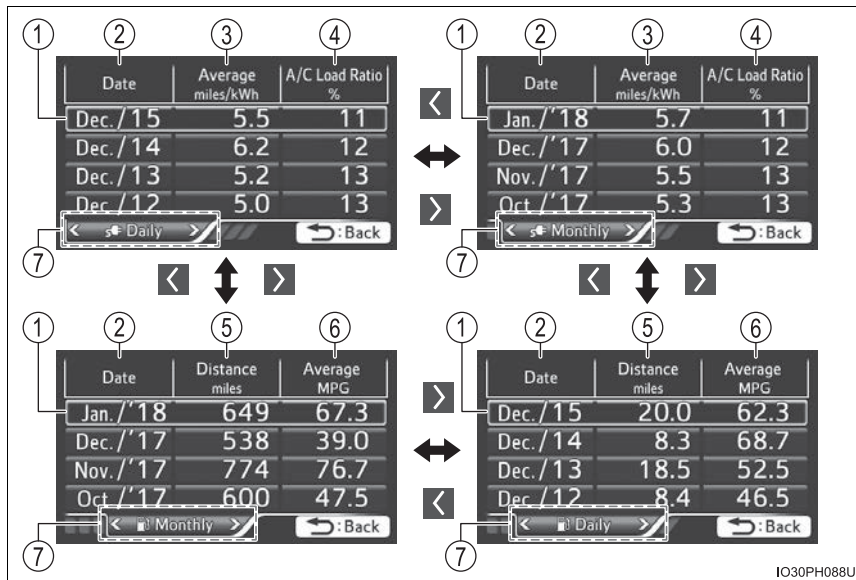 ① ② ③ ④
Date Average miles/kWh A/C Load Ratio %
Dec./15 5.5 11
Dec./14 6.2 12
Dec./13 5.2 13
Dec./12 5.0 13
⑦ < Daily > : Back
① ② ③ ④
Date Average miles/kWh A/C Load Ratio %
Jan./'18 5.7 11
Dec./'17 6.0 12
Nov./'17 5.5 13
Oct./'17 5.3 13
⑦ < Monthly > : Back
< >
< >
< >
① ② ⑤ ⑥
Date Distance miles Average MPG
Jan./'18 649 67.3
Dec./'17 538 39.0
Nov./'17 774 76.7
Oct./'17 600 47.5
⑦ < Monthly > : Back
> <
① ② ⑤ ⑥
Date Distance miles Average MPG
Dec./15 20.0 62.3
Dec./14 8.3 68.7
Dec./13 18.5 52.5
Dec./12 8.4 46.5
⑦ < Daily > : Back
IO30PH088U